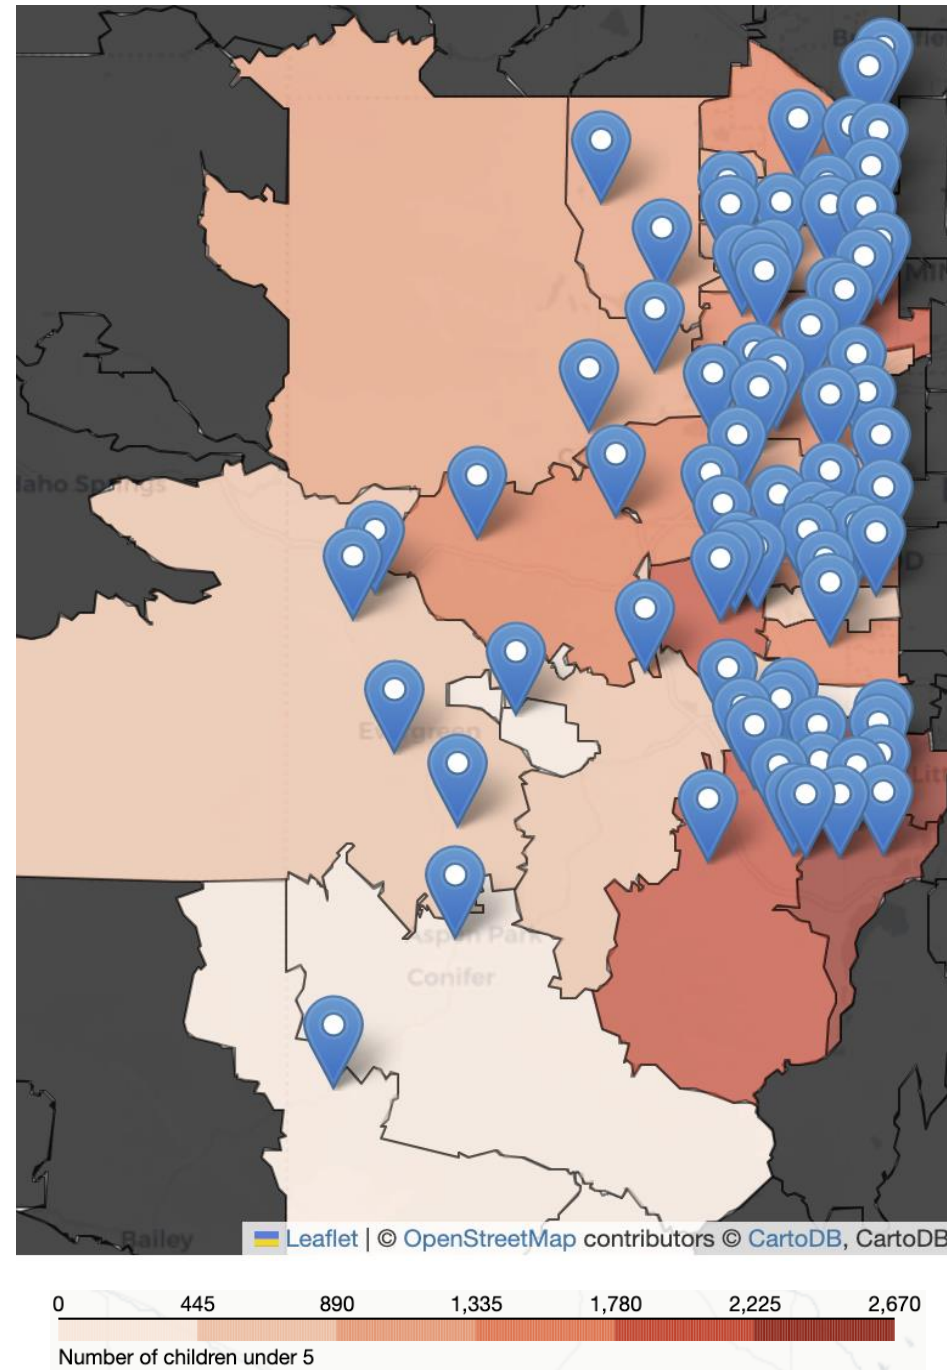 Idaho Springs
Evergreen
Aspen Park
Conifer
Bailey
Leaflet | © OpenStreetMap contributors © CartoDB, CartoDB
0 445 890 1,335 1,780 2,225 2,670
Number of children under 5